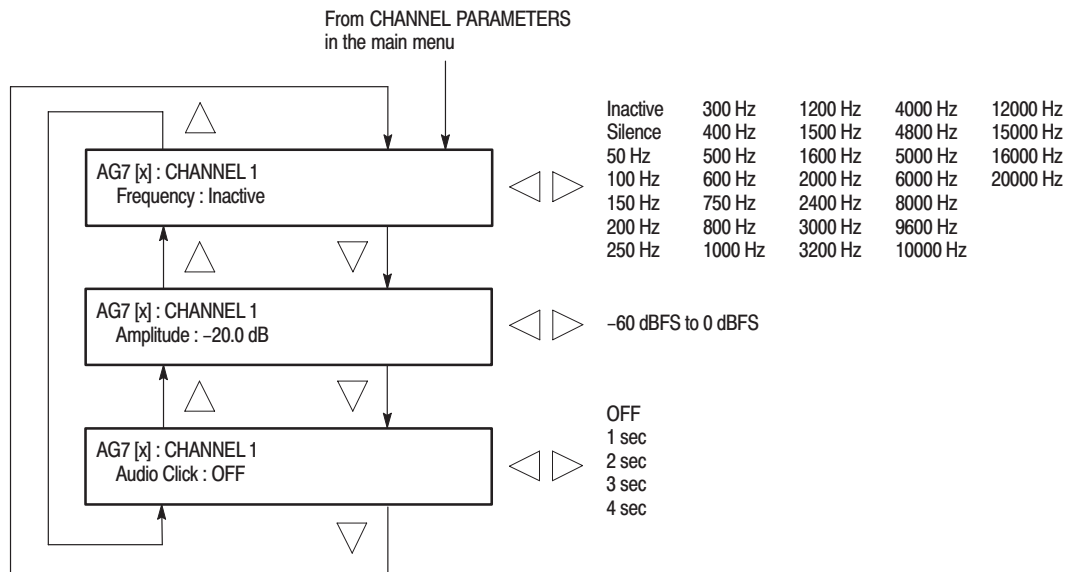 From CHANNEL PARAMETERS
in the main menu
AG7 [x] : CHANNEL 1
Frequency : Inactive
Inactive 300 Hz 1200 Hz 4000 Hz 12000 Hz
Silence 400 Hz 1500 Hz 4800 Hz 15000 Hz
50 Hz 500 Hz 1600 Hz 5000 Hz 16000 Hz
100 Hz 600 Hz 2000 Hz 6000 Hz 20000 Hz
150 Hz 750 Hz 2400 Hz 8000 Hz
200 Hz 800 Hz 3000 Hz 9600 Hz
250 Hz 1000 Hz 3200 Hz 10000 Hz
AG7 [x] : CHANNEL 1
Amplitude : −20.0 dB
−60 dBFS to 0 dBFS
AG7 [x] : CHANNEL 1
Audio Click : OFF
OFF
1 sec
2 sec
3 sec
4 sec